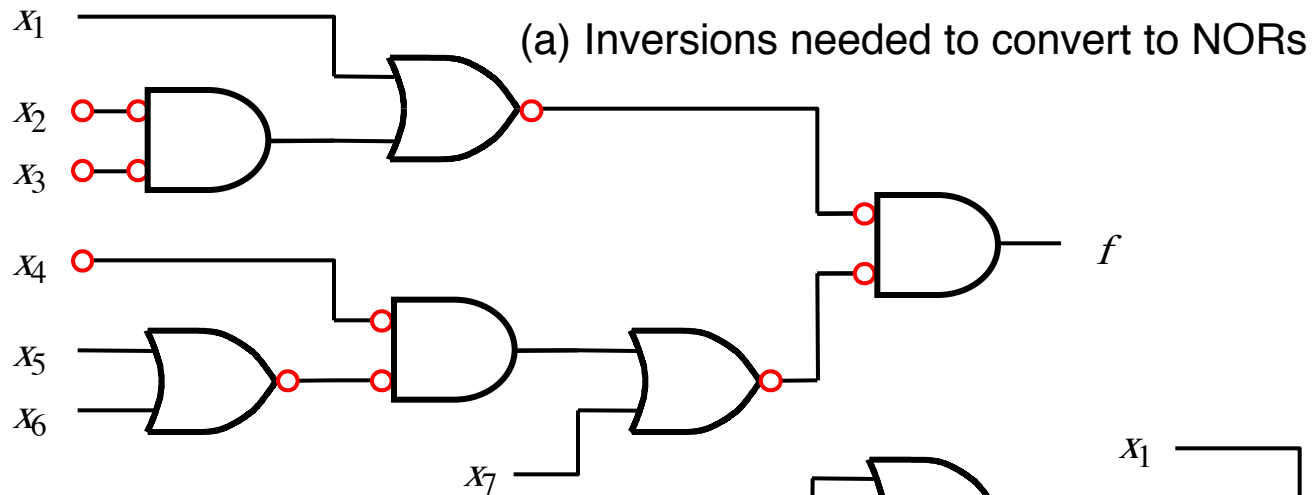 x1
(a) Inversions needed to convert to NORs
x2
x3
x4
f
x5
x6
x7
x1